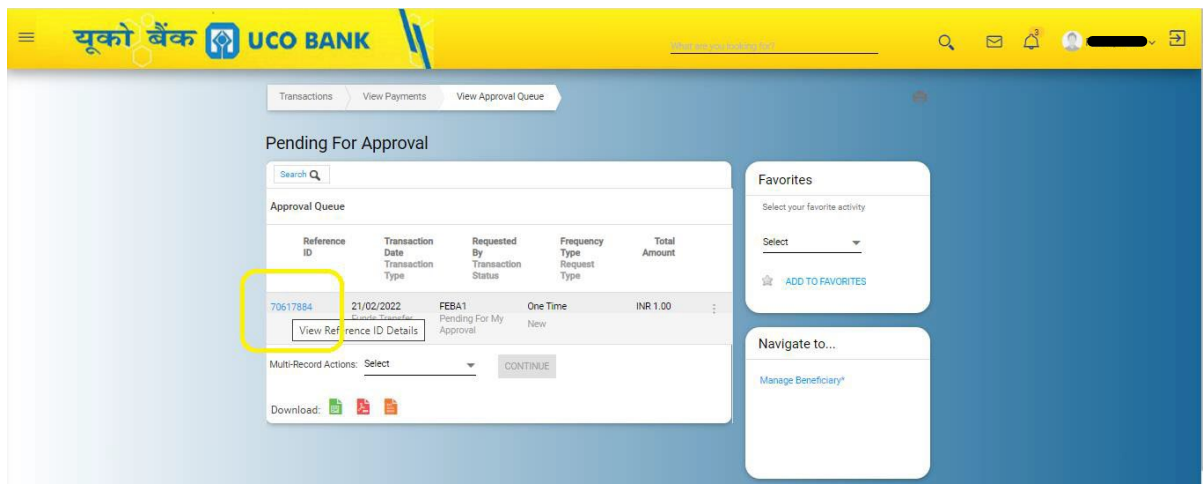 यूको बैंक UCO BANK
What are you looking for?
3
Transactions View Payments View Approval Queue
Pending For Approval
Search
Approval Queue
Reference ID Transaction Date Transaction Type Requested By Transaction Status Frequency Type Request Type Total Amount
70617884 21/02/2022 Funds Transfer FEBA1 Pending For My Approval One Time New INR 1.00
View Reference ID Details
Multi-Record Actions: Select CONTINUE
Download:
Favorites
Select your favorite activity
Select
ADD TO FAVORITES
Navigate to...
Manage Beneficiary*